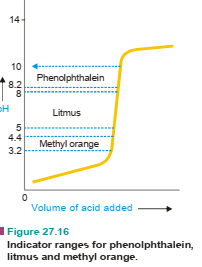 14
10
Phenolphthalein
8.2
8
Litmus
5
4.4
Methyl orange
3.2
0
Volume of acid added
Figure 27.16
Indicator ranges for phenolphthalein,
litmus and methyl orange.